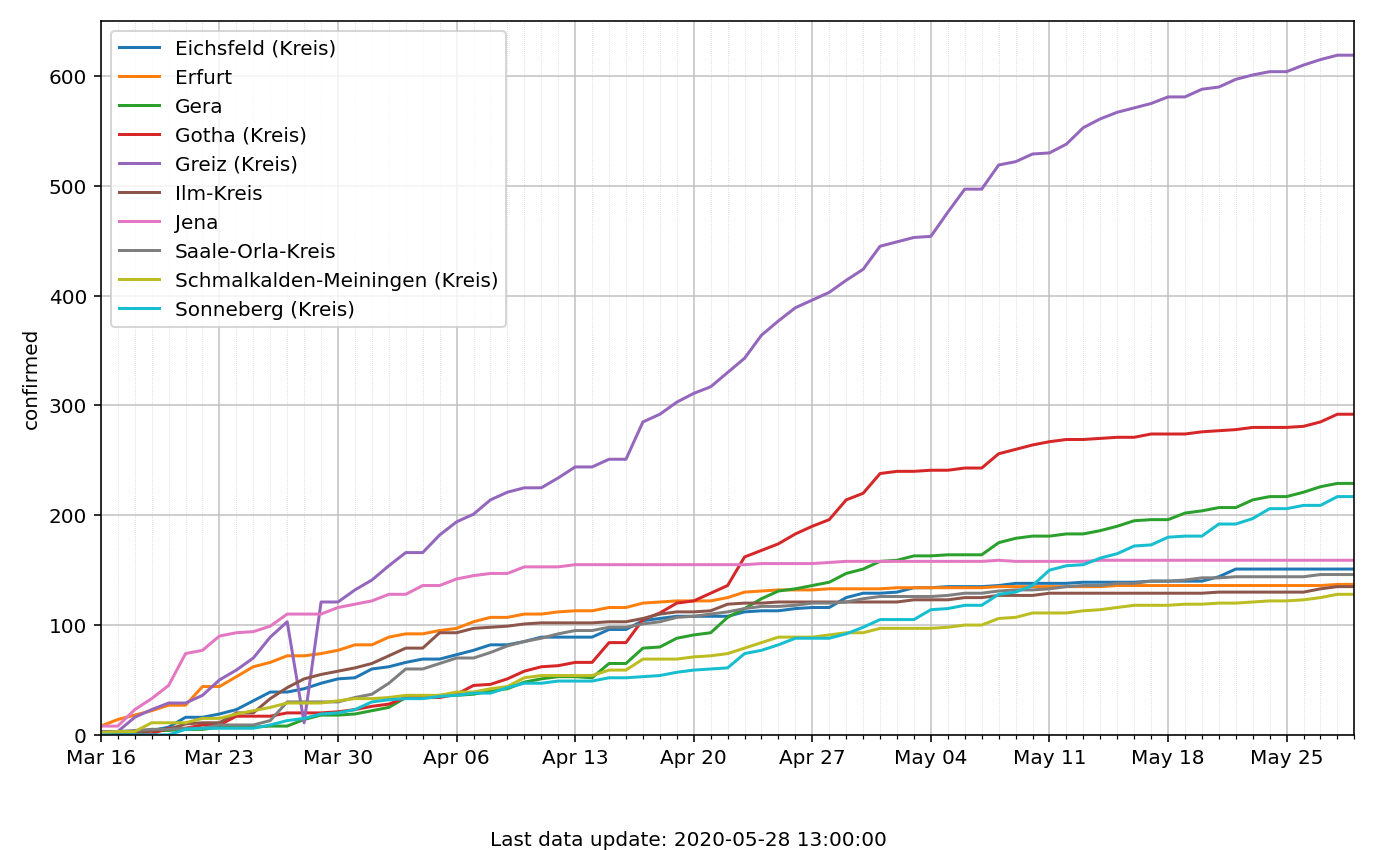 Eichsfeld (Kreis)
Erfurt
Gera
Gotha (Kreis)
Greiz (Kreis)
Ilm-Kreis
Jena
Saale-Orla-Kreis
Schmalkalden-Meiningen (Kreis)
Sonneberg (Kreis)
600
500
400
300
200
100
0
confirmed
Mar 16 Mar 23 Mar 30 Apr 06 Apr 13 Apr 20 Apr 27 May 04 May 11 May 18 May 25
Last data update: 2020-05-28 13:00:00